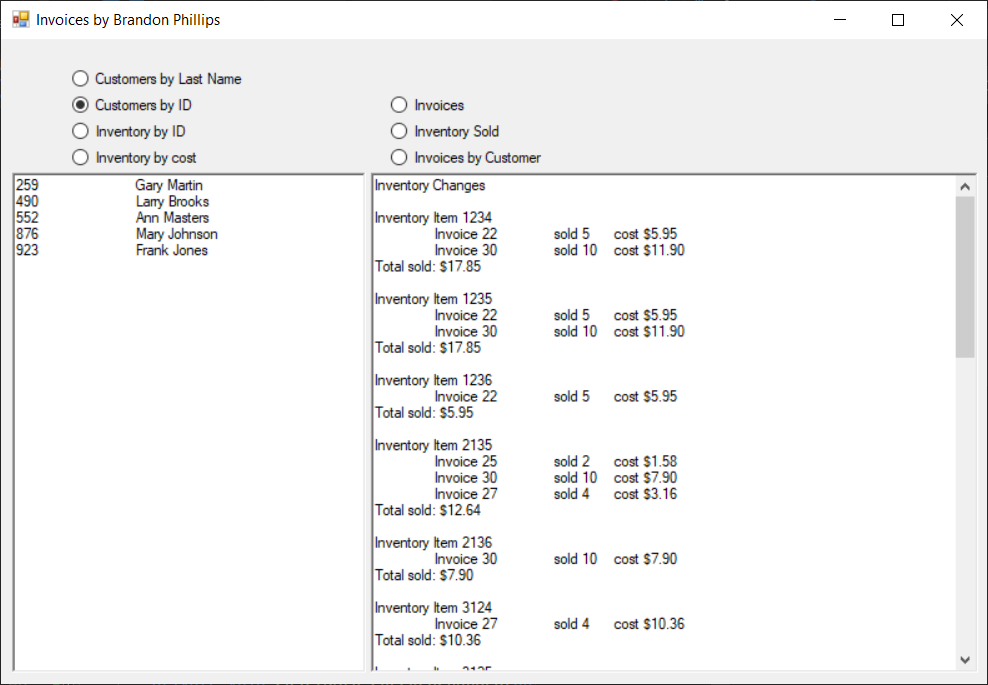 Invoices by Brandon Phillips
Customers by Last Name
Customers by ID
Inventory by ID
Inventory by cost
Invoices
Inventory Sold
Invoices by Customer
259 Gary Martin
490 Larry Brooks
552 Ann Masters
876 Mary Johnson
923 Frank Jones
Inventory Changes
Inventory Item 1234
Invoice 22 sold 5 cost $5.95
Invoice 30 sold 10 cost $11.90
Total sold: $17.85
Inventory Item 1235
Invoice 22 sold 5 cost $5.95
Invoice 30 sold 10 cost $11.90
Total sold: $17.85
Inventory Item 1236
Invoice 22 sold 5 cost $5.95
Total sold: $5.95
Inventory Item 2135
Invoice 25 sold 2 cost $1.58
Invoice 30 sold 10 cost $7.90
Invoice 27 sold 4 cost $3.16
Total sold: $12.64
Inventory Item 2136
Invoice 30 sold 10 cost $7.90
Total sold: $7.90
Inventory Item 3124
Invoice 27 sold 4 cost $10.36
Total sold: $10.36